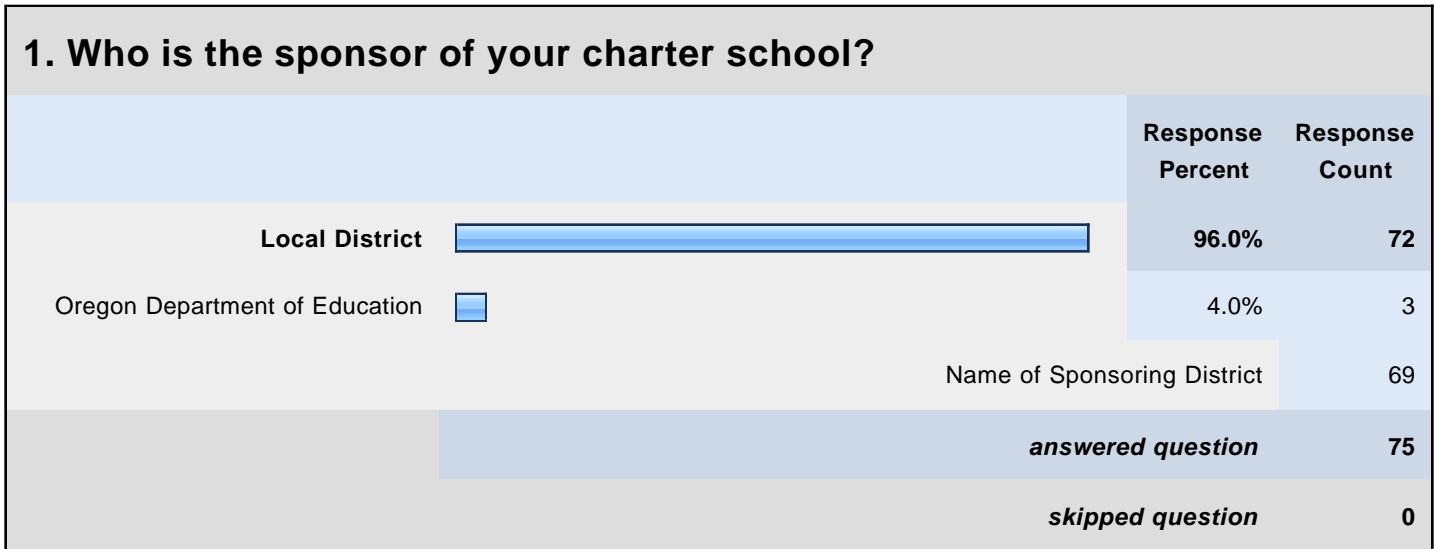 1. Who is the sponsor of your charter school?
Response Percent
Response Count
Local District 96.0% 72
Oregon Department of Education 4.0% 3
Name of Sponsoring District 69
answered question 75
skipped question 0